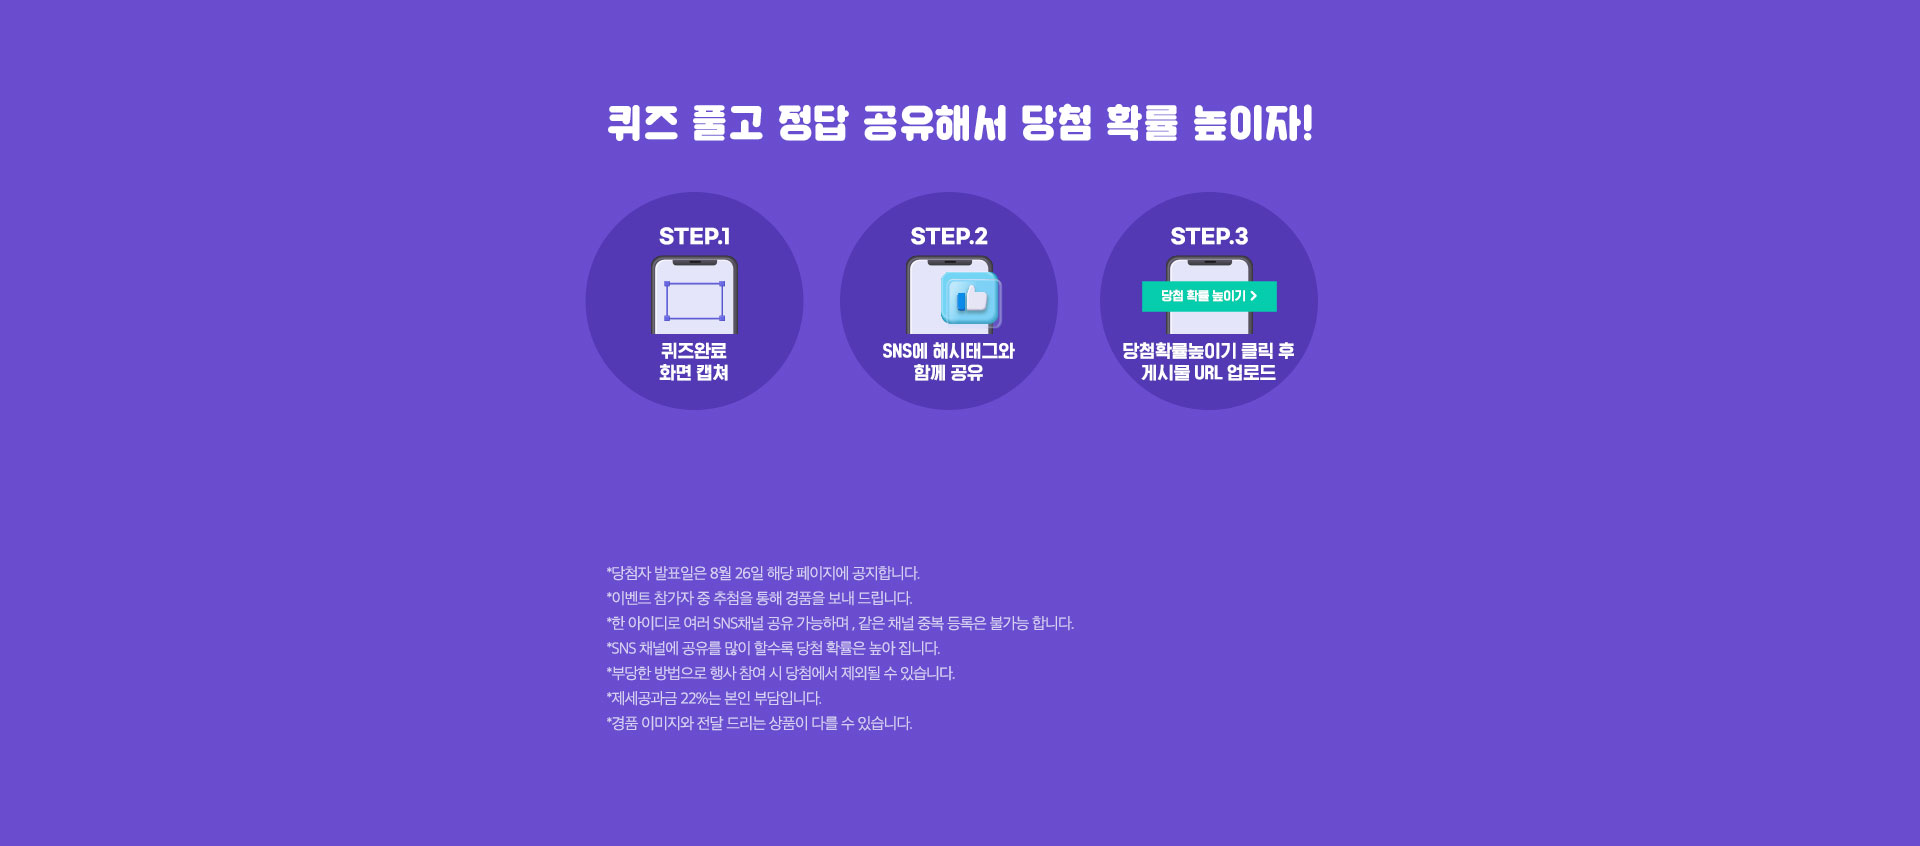 퀴즈 풀고 정답 공유해서 당첨 확률 높이자!
STEP.1
퀴즈완료
화면 캡쳐
STEP.2
SNS에 해시태그와
함께 공유
STEP.3
당첨 확률 높이기 >
당첨확률높이기 클릭 후
게시물 URL 업로드
*당첨자 발표일은 8월 26일 해당 페이지에 공지합니다.
*이벤트 참가자 중 추첨을 통해 경품을 보내 드립니다.
*한 아이디로 여러 SNS채널 공유 가능하며 , 같은 채널 중복 등록은 불가능 합니다.
*SNS 채널에 공유를 많이 할수록 당첨 확률은 높아 집니다.
*부당한 방법으로 행사 참여 시 당첨에서 제외될 수 있습니다.
*제세공과금 22%는 본인 부담입니다.
*경품 이미지와 전달 드리는 상품이 다를 수 있습니다.